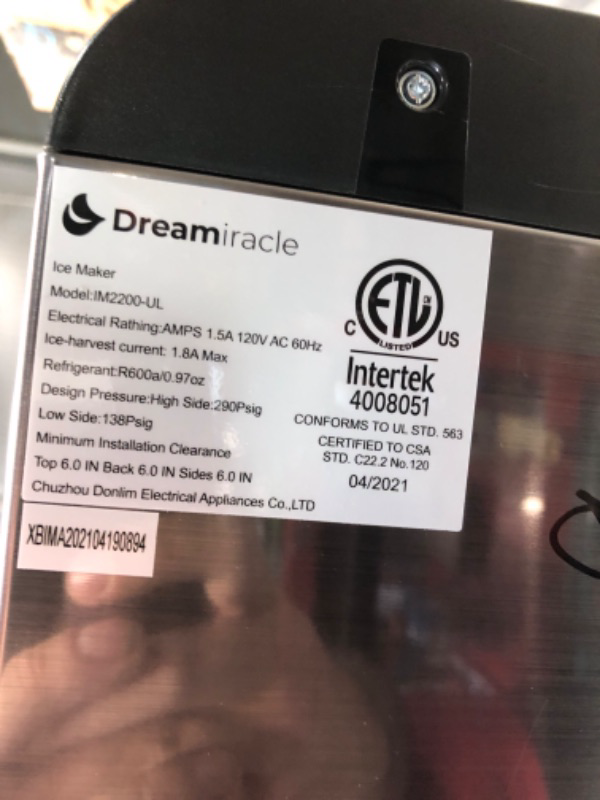 Dreamiracle
Ice Maker
Model:IM2200-UL
Electrical Rathing:AMPS 1.5A 120V AC 60Hz
Ice-harvest current: 1.8A Max
Refrigerant:R600a/0.97oz
Design Pressure:High Side:290Psig
Low Side:138Psig
Minimum Installation Clearance
Top 6.0 IN Back 6.0 IN Sides 6.0 IN
Chuzhou Donlim Electrical Appliances Co.,LTD
ETL CM
LISTED
C US
Intertek
4008051
CONFORMS TO UL STD. 563
CERTIFIED TO CSA
STD. C22.2 No.120
04/2021
XBIMA202104190894